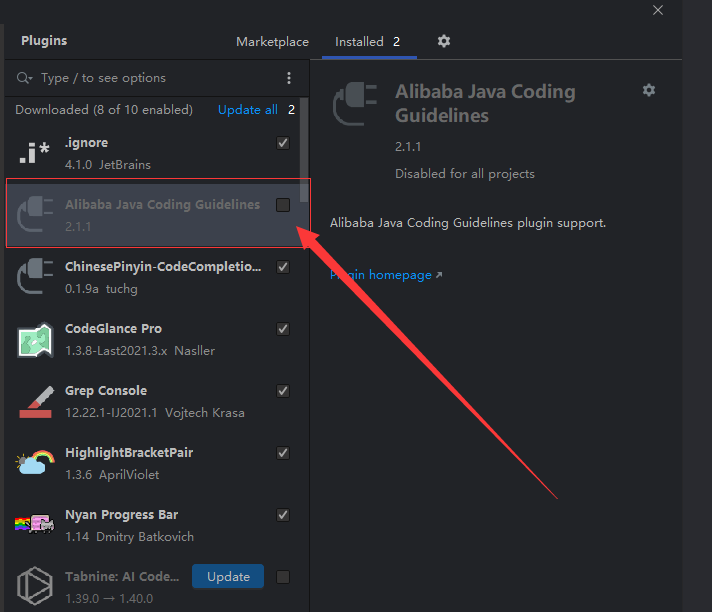 Plugins
Marketplace
Installed 2
Type / to see options
Downloaded (8 of 10 enabled)
Update all 2
.i*
.ignore
4.1.0 JetBrains
Alibaba Java Coding Guidelines
2.1.1
ChinesePinyin-CodeCompletio...
0.1.9a tuchg
CodeGlance Pro
1.3.8-Last2021.3.x Nasller
Grep Console
12.22.1-IJ2021.1 Vojtech Krasa
HighlightBracketPair
1.3.6 AprilViolet
Nyan Progress Bar
1.14 Dmitry Batkovich
Tabnine: AI Code...
Update
1.39.0 → 1.40.0
Alibaba Java Coding
Guidelines
2.1.1
Disabled for all projects
Alibaba Java Coding Guidelines plugin support.
Plugin homepage ↗